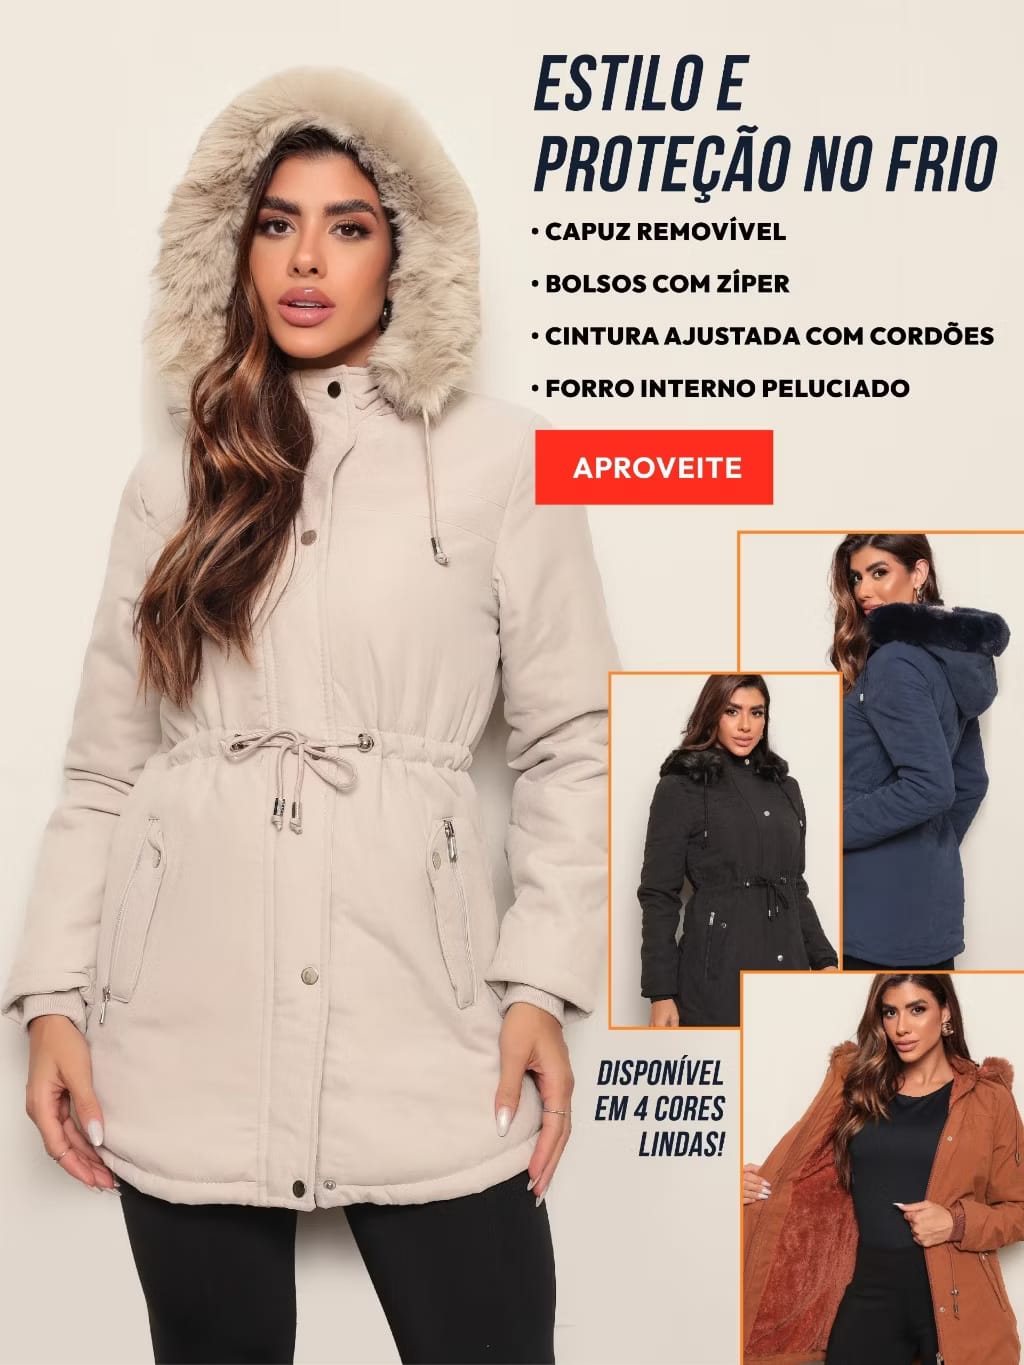 ESTILO E
PROTEÇÃO NO FRIO
• CAPUZ REMOVÍVEL
• BOLSOS COM ZÍPER
• CINTURA AJUSTADA COM CORDÕES
• FORRO INTERNO PELUCIADO
APROVEITE
DISPONÍVEL
EM 4 CORES
LINDAS!